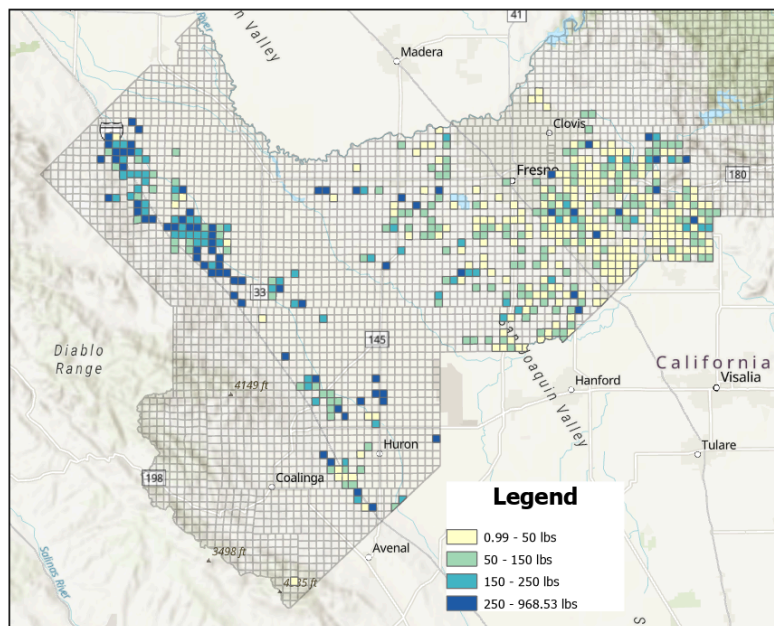 River
quin
Valley
41
Madera
Clovis
Fresno
180
33
145
Diablo
Range
4149 ft
San Joaquin Valley
California
Hanford
Visalia
Huron
Tulare
198
Coalinga
Legend
0.99 - 50 lbs
50 - 150 lbs
150 - 250 lbs
250 - 968.53 lbs
Avenal
3498 ft
Salinas River
S